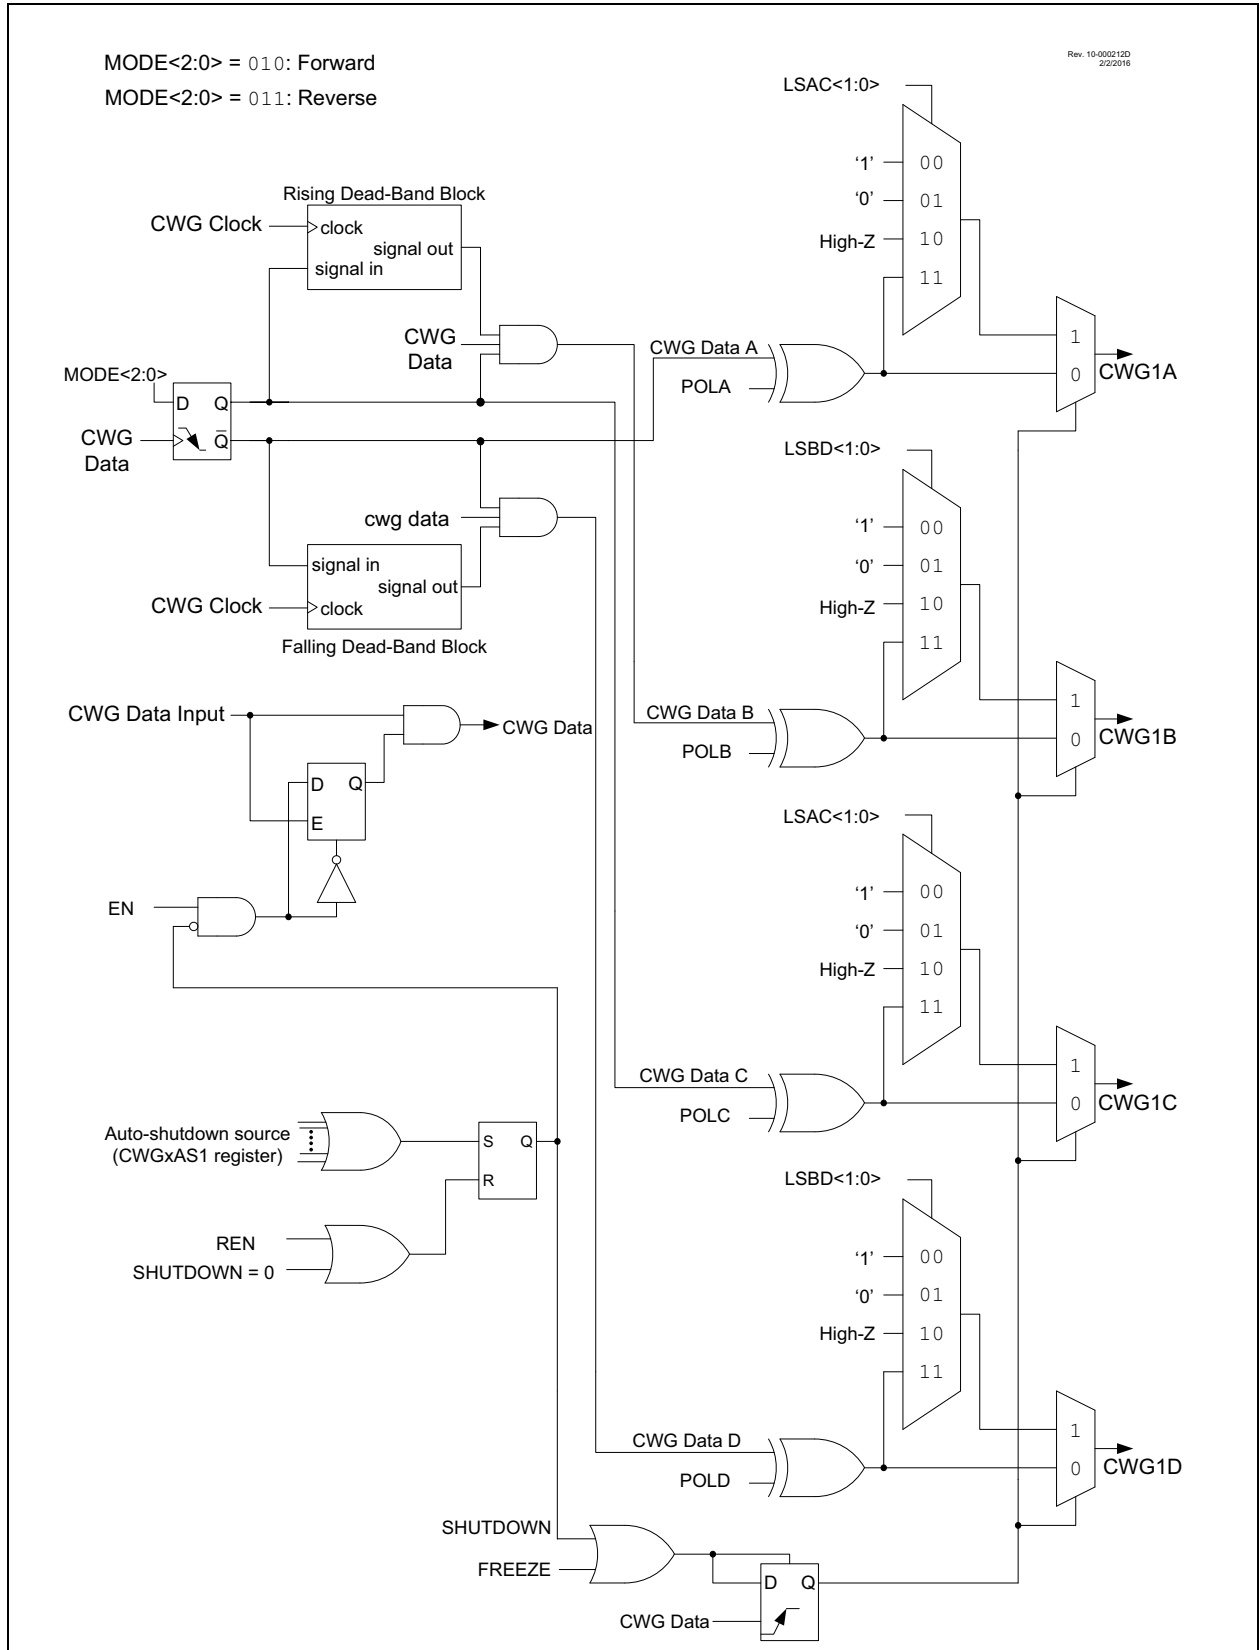 MODE<2:0> = 010: Forward
MODE<2:0> = 011: Reverse
Rev. 10-000212D
2/2/2016
LSAC<1:0>
'1'
00
'0'
01
High-Z
10
11
1
0
CWG1A
Rising Dead-Band Block
CWG Clock
clock
signal out
signal in
CWG
Data
CWG Data A
POLA
MODE<2:0>
D
Q
Q
CWG
Data
cwg data
signal in
signal out
CWG Clock
clock
Falling Dead-Band Block
LSBD<1:0>
'1'
00
'0'
01
High-Z
10
11
1
0
CWG1B
CWG Data B
POLB
CWG Data Input
CWG Data
D
Q
E
EN
LSAC<1:0>
'1'
00
'0'
01
High-Z
10
11
1
0
CWG1C
CWG Data C
POLC
Auto-shutdown source
(CWGxAS1 register)
S
Q
R
REN
SHUTDOWN = 0
LSBD<1:0>
'1'
00
'0'
01
High-Z
10
11
1
0
CWG1D
CWG Data D
POLD
SHUTDOWN
FREEZE
D
Q
CWG Data